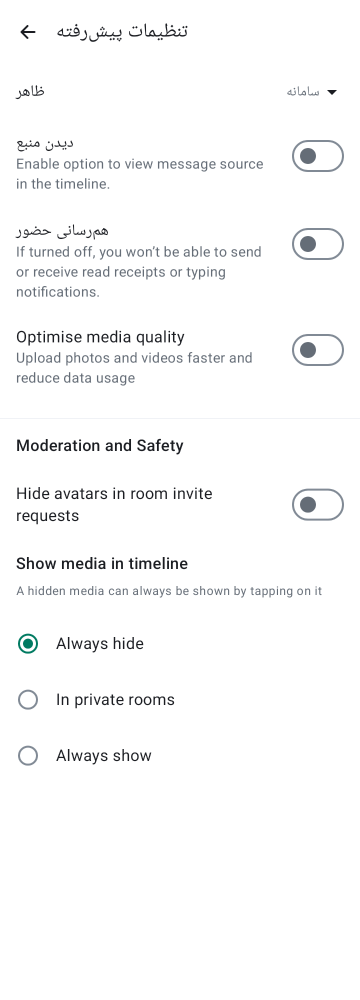 تنظیمات پیش‌رفته
ظاهر
سامانه
دیدن منبع
Enable option to view message source
in the timeline.
هم‌رسانی حضور
If turned off, you won’t be able to send
or receive read receipts or typing
notifications.
Optimise media quality
Upload photos and videos faster and
reduce data usage
Moderation and Safety
Hide avatars in room invite
requests
Show media in timeline
A hidden media can always be shown by tapping on it
Always hide
In private rooms
Always show